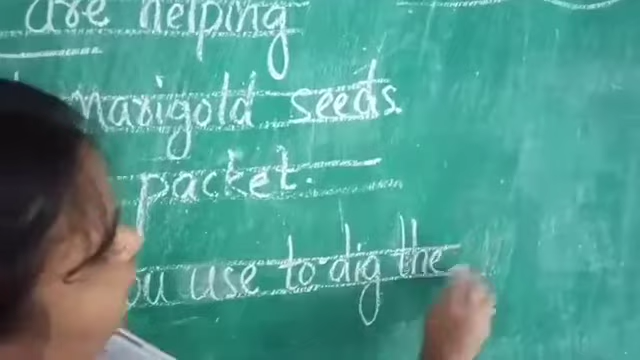 are helping
marigold seeds.
packet.
use to dig the